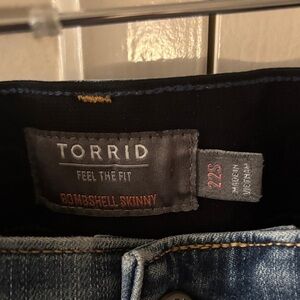 TORRID
FEEL THE FIT
BOMBSHELL SKINNY
22S
MADE IN
VIETNAM